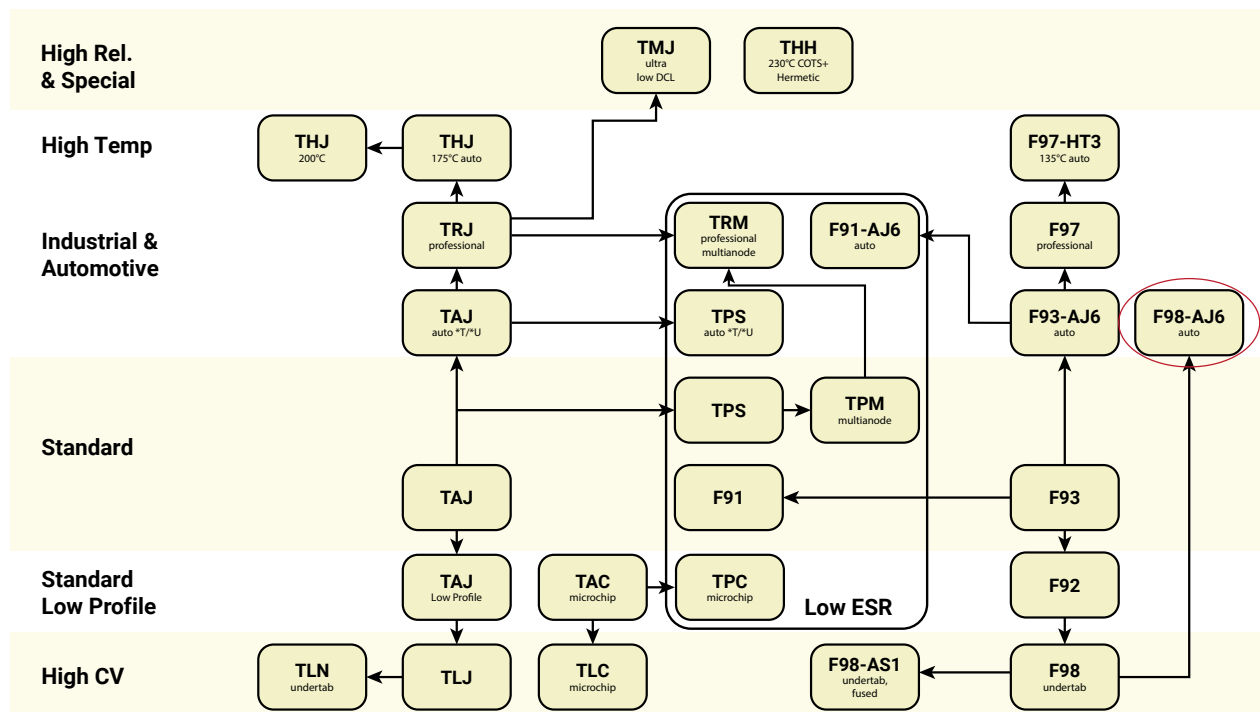 High Rel.
& Special
TMJ
ultra
low DCL
THH
230°C COTS+
Hermetic
High Temp
THJ
200°C
THJ
175°C auto
F97-HT3
135°C auto
Industrial &
Automotive
TRJ
professional
TRM
professional
multianode
F91-AJ6
auto
F97
professional
TAJ
auto *T/*U
TPS
auto *T/*U
F93-AJ6
auto
F98-AJ6
auto
Standard
TPS
TPM
multianode
TAJ
F91
F93
Standard
Low Profile
TAJ
Low Profile
TAC
microchip
TPC
microchip
Low ESR
F92
High CV
TLN
undertab
TLJ
TLC
microchip
F98-AS1
undertab,
fused
F98
undertab